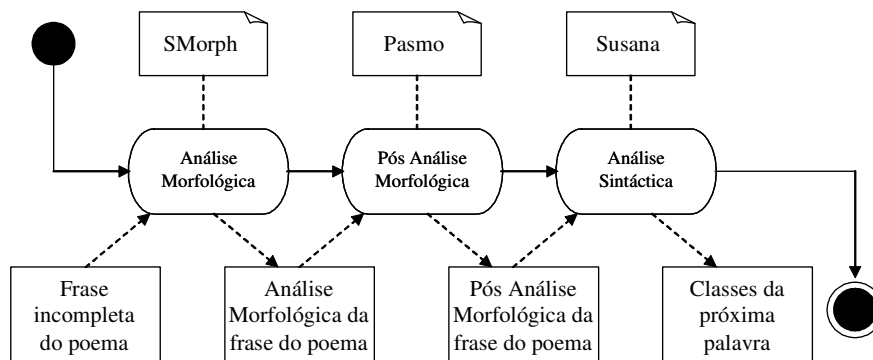 SMorph
Pasmo
Susana
Análise
Morfológica
Pós Análise
Morfológica
Análise
Sintáctica
Frase
incompleta
do poema
Análise
Morfológica da
frase do poema
Pós Análise
Morfológica da
frase do poema
Classes da
próxima
palavra